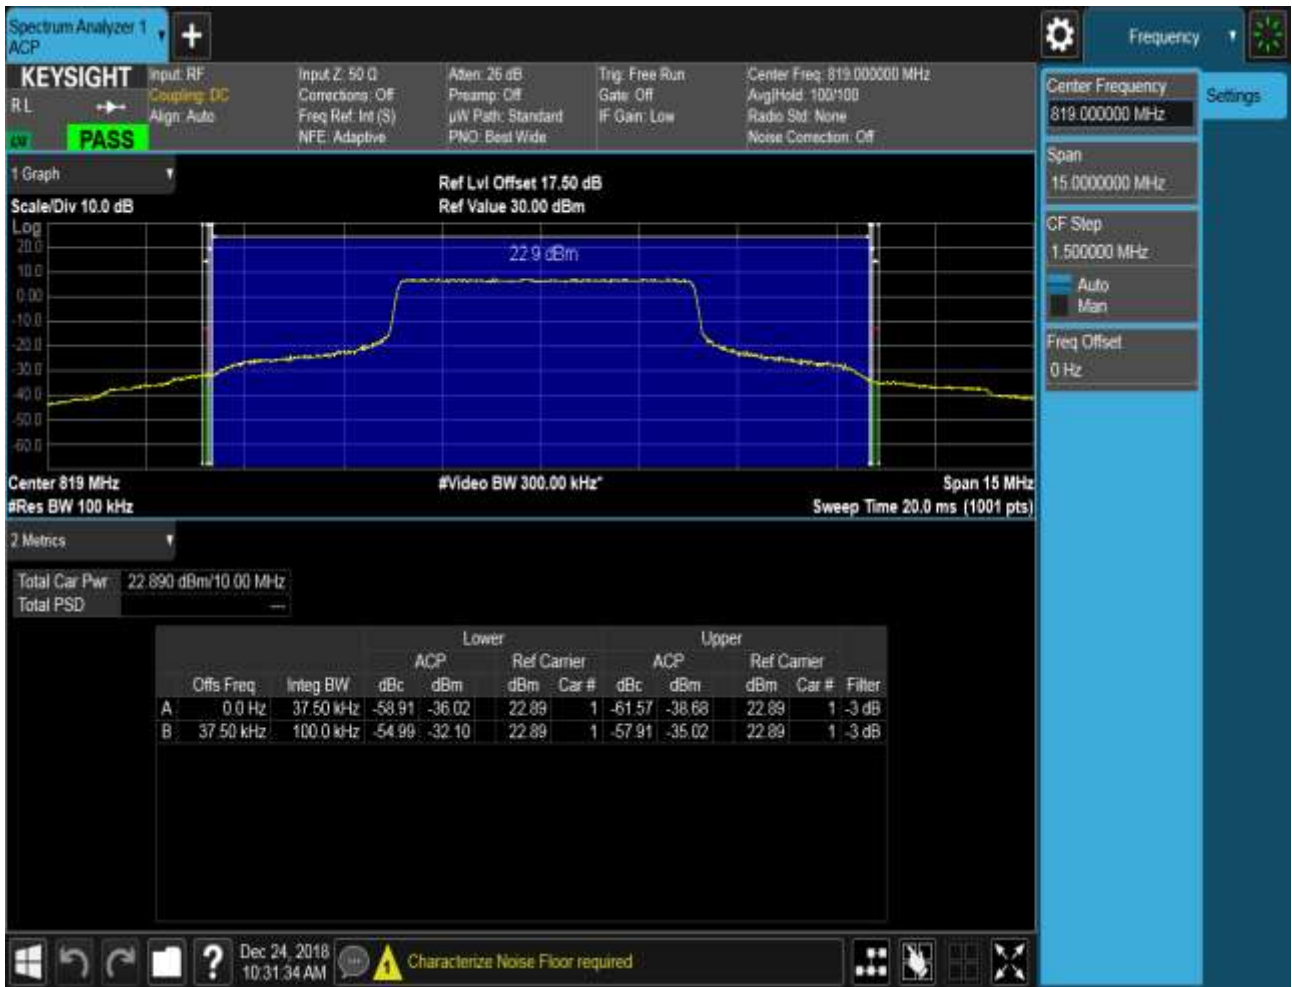 Spectrum Analyzer 1
ACP
+
Frequency
KEYSIGHT
RL
PASS
Input: RF
Coupling: DC
Align: Auto
Input Z: 50 Ω
Corrections: Off
Freq Ref: Int (S)
NFE: Adaptive
Atten: 26 dB
Preamp: Off
µW Path: Standard
PNO: Best Wide
Trig: Free Run
Gate: Off
IF Gain: Low
Center Freq: 819.000000 MHz
Avg|Hold: 100/100
Radio Std: None
Noise Correction: Off
Center Frequency
819.000000 MHz
Settings
Span
15.0000000 MHz
CF Step
1.500000 MHz
Auto
Man
Freq Offset
0 Hz
1 Graph
Scale/Div 10.0 dB
Ref Lvl Offset 17.50 dB
Ref Value 30.00 dBm
Log
20.0
10.0
0.00
-10.0
-20.0
-30.0
-40.0
-50.0
-60.0
22.9 dBm
Center 819 MHz
#Video BW 300.00 kHz*
Span 15 MHz
#Res BW 100 kHz
Sweep Time 20.0 ms (1001 pts)
2 Metrics
Total Car Pwr 22.890 dBm/10.00 MHz
Total PSD ---
Lower Upper
ACP Ref Carrier ACP Ref Carrier
Offs Freq Integ BW dBc dBm dBm Car # dBc dBm dBm Car # Filter
A 0.0 Hz 37.50 kHz -58.91 -36.02 22.89 1 -61.57 -38.68 22.89 1 -3 dB
B 37.50 kHz 100.0 kHz -54.99 -32.10 22.89 1 -57.91 -35.02 22.89 1 -3 dB
?
Dec 24, 2018
10:31:34 AM
1
Characterize Noise Floor required